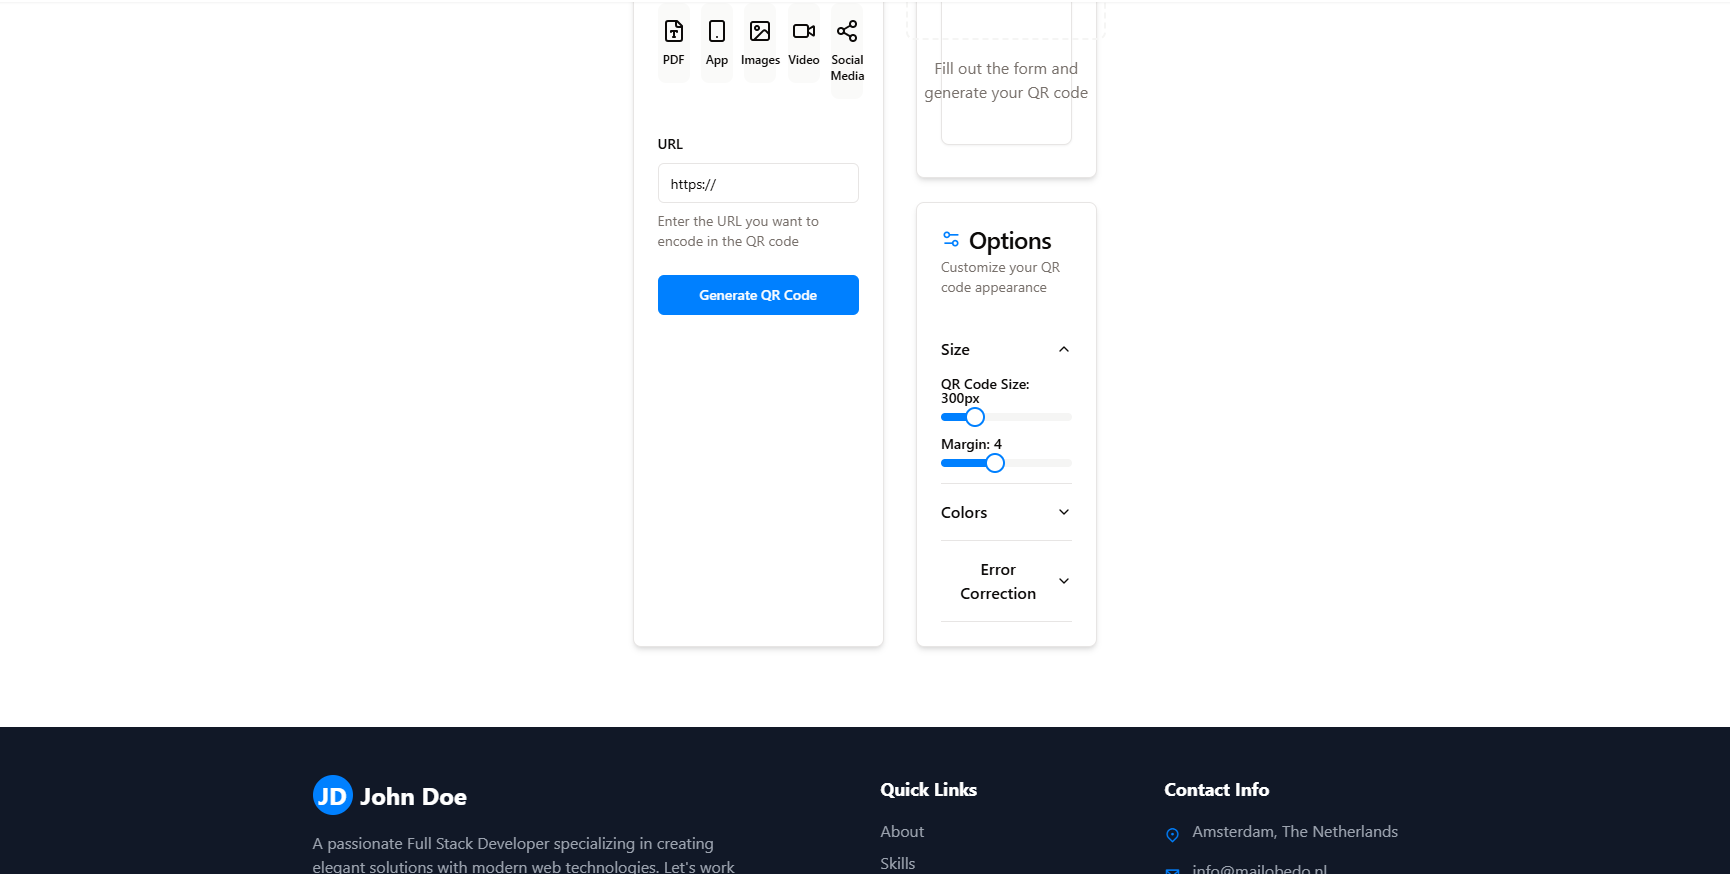 PDF
App
Images
Video
Social
Media
URL
https://
Enter the URL you want to
encode in the QR code
Generate QR Code
Fill out the form and
generate your QR code
Options
Customize your QR
code appearance
Size
QR Code Size:
300px
Margin: 4
Colors
Error
Correction
JD John Doe
A passionate Full Stack Developer specializing in creating
elegant solutions with modern web technologies. Let's work
Quick Links
About
Skills
Contact Info
Amsterdam, The Netherlands
info@mailobedo.nl